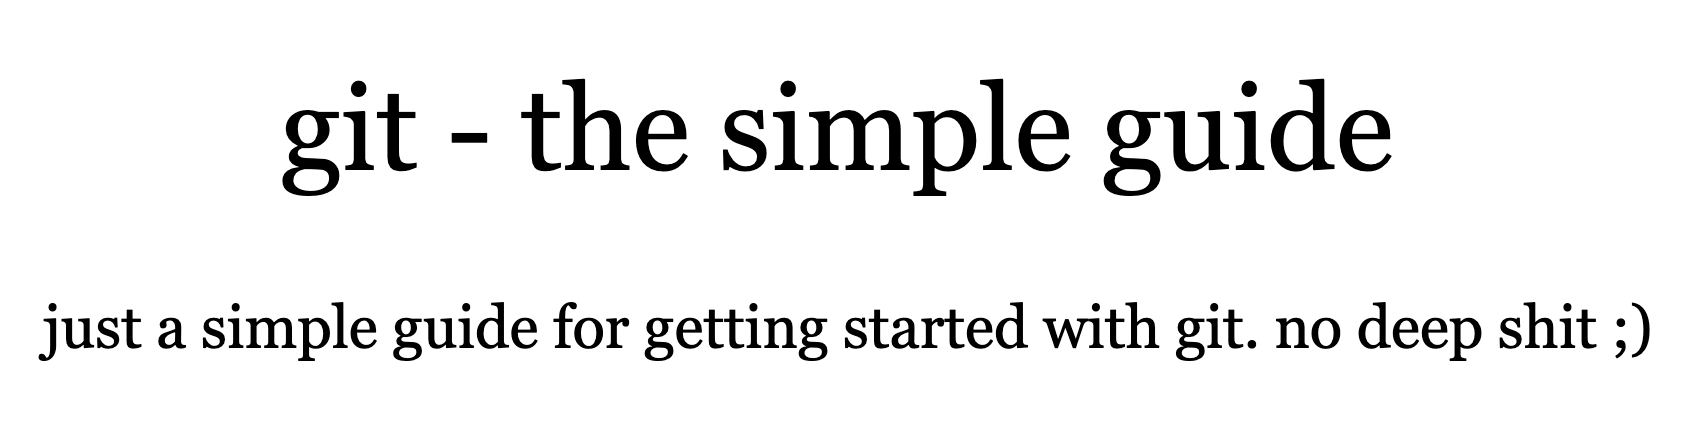 git - the simple guide
just a simple guide for getting started with git. no deep shit ;)